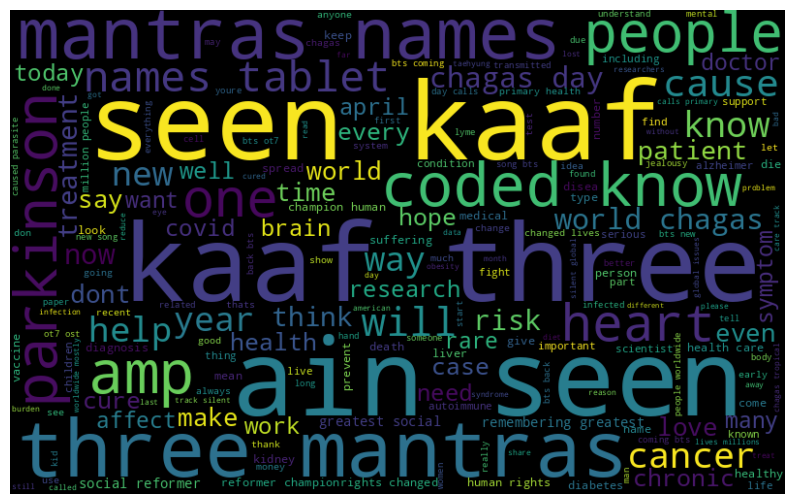 mantras names people
understand mental
anyone
keep
due
may
chagas
taehyung
transmitted
bts coming
including
doctor
far
lost
researchers
today
names tablet
chagas day
cause
done
youre
april
day calls primary health
calls primary
support
seen kaaf
parkinson
treatment
million people
everything
every
number
find
without
bad
know
caused parasite
got
bts ot7
read
first
system
cell
test
lyme
let
patient
new well world
spread
condition
song bts
idea
jealousy
alzheimer
die
say want
one
time
cured
coded know
found
problem
don
look
eye
champion human
type
disea
care track
covid
brain
hope
medical
change
changed lives
serious
world chagas
new song
reduce
now
back bts
suffering
data
way
bts new
kaaf three
going
dont
show
much
obesity
month
better
person
part
silent global
global issues
symptom
day
fight
research
paper
related
thats
american
start
infected
please
infection
recent
different
tell
ot7 ost
help year think will risk heart even
vaccine
children
diagnosis
health
good
someone
hand
rare
give
important
scientist
health care
body
thing
death
prevent
liver
case
people worldwide
chagas tropical
early
away
amp
ain seen
mean
live
always
long
burden
see
last
track silent
cure
need
syndrome
reason
diet
bts back
come
worldwide mostly
affect make
autoimmune
name
love many
work
greatest social
remembering greatest
coming bts
known
lives millions
thank
really
women
man
treat
three mantras
kid
use
kidney
money
share
diabetes
cancer
chronic
still
called
social reformer
reformer championrights changed
human rights
healthy
life